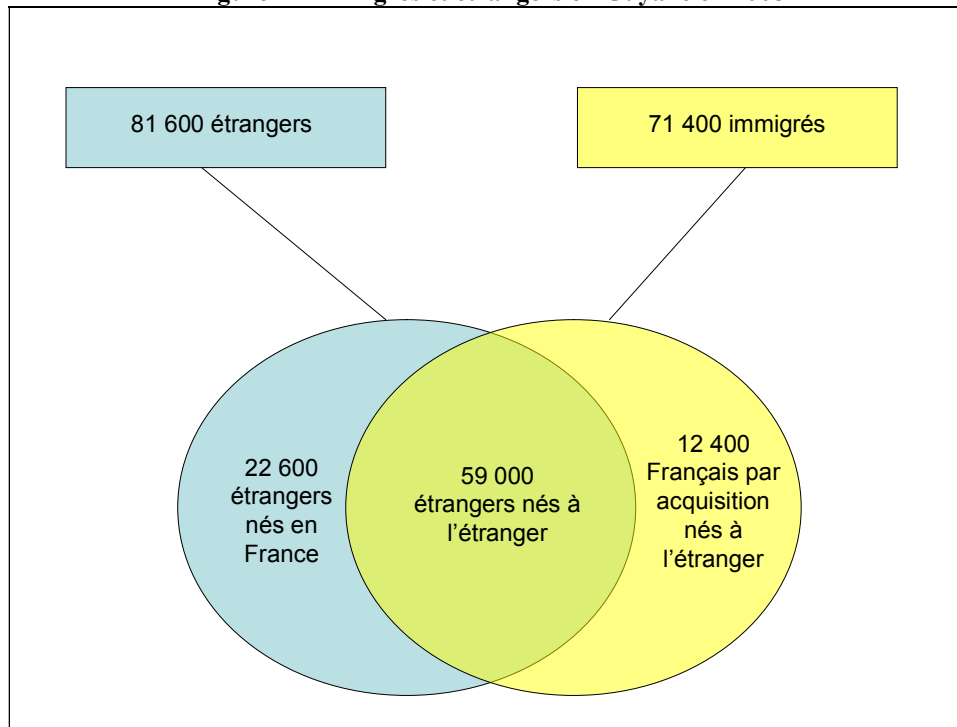 81 600 étrangers
71 400 immigrés
22 600
étrangers
nés en
France
59 000
étrangers nés à
l’étranger
12 400
Français par
acquisition
nés à
l’étranger